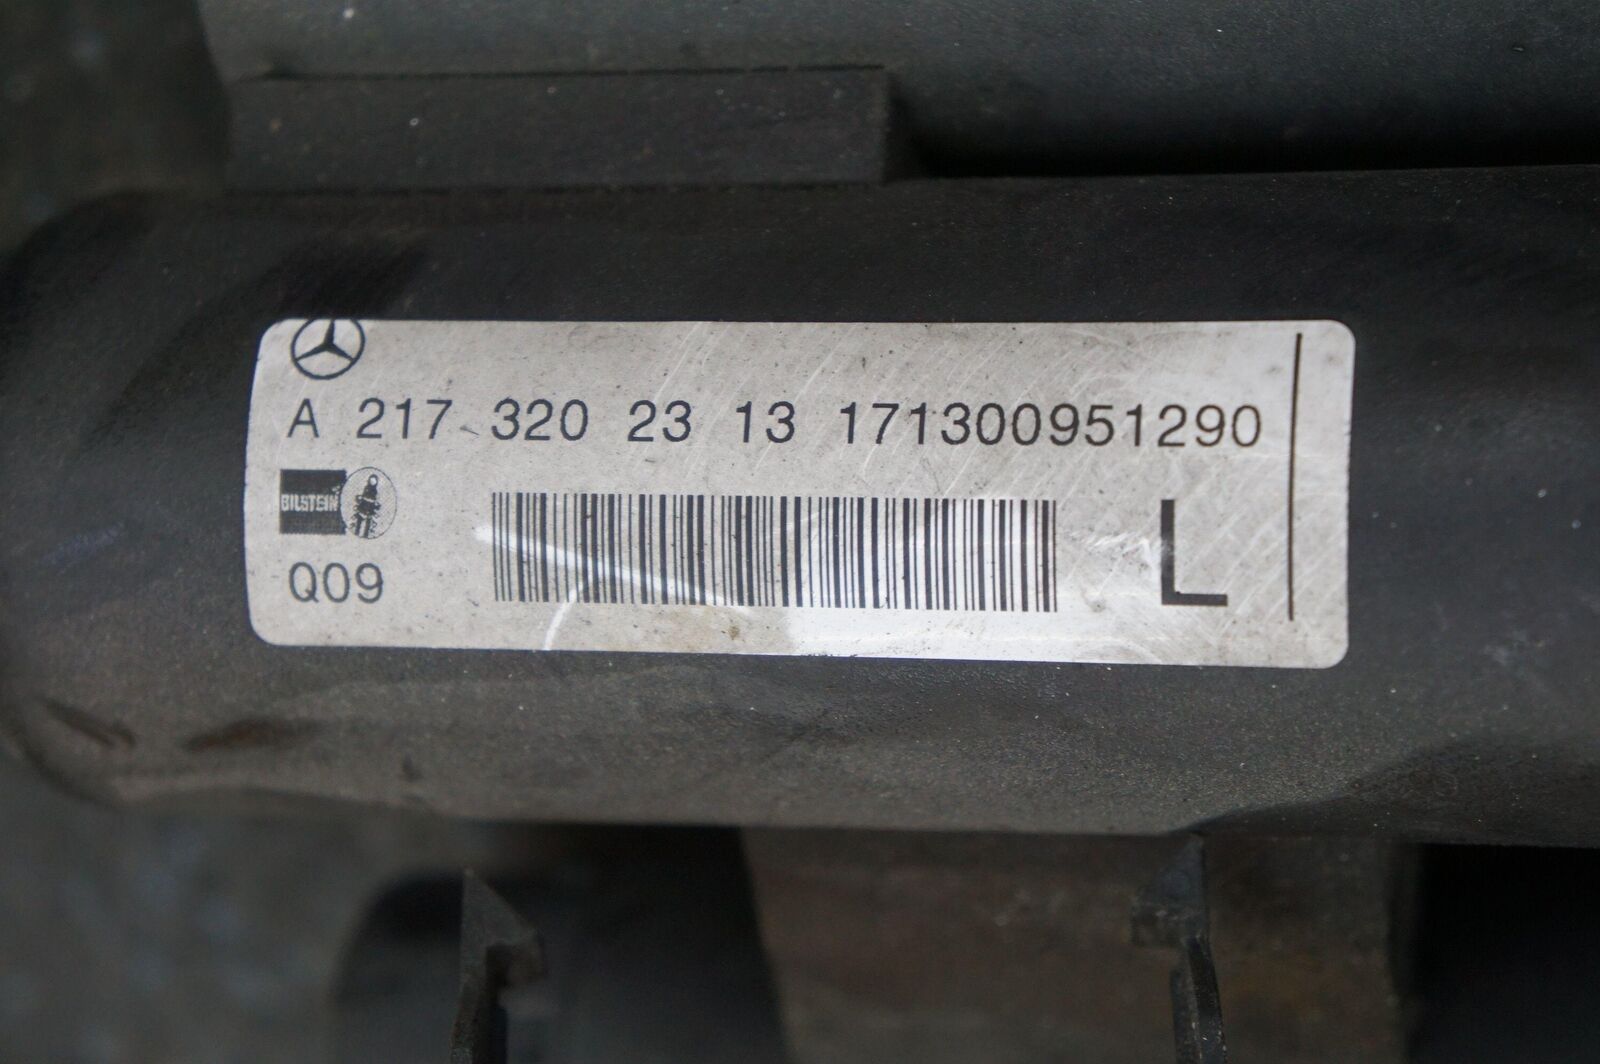 A 217 320 23 13 171300951290
BILSTEIN
Q09
L